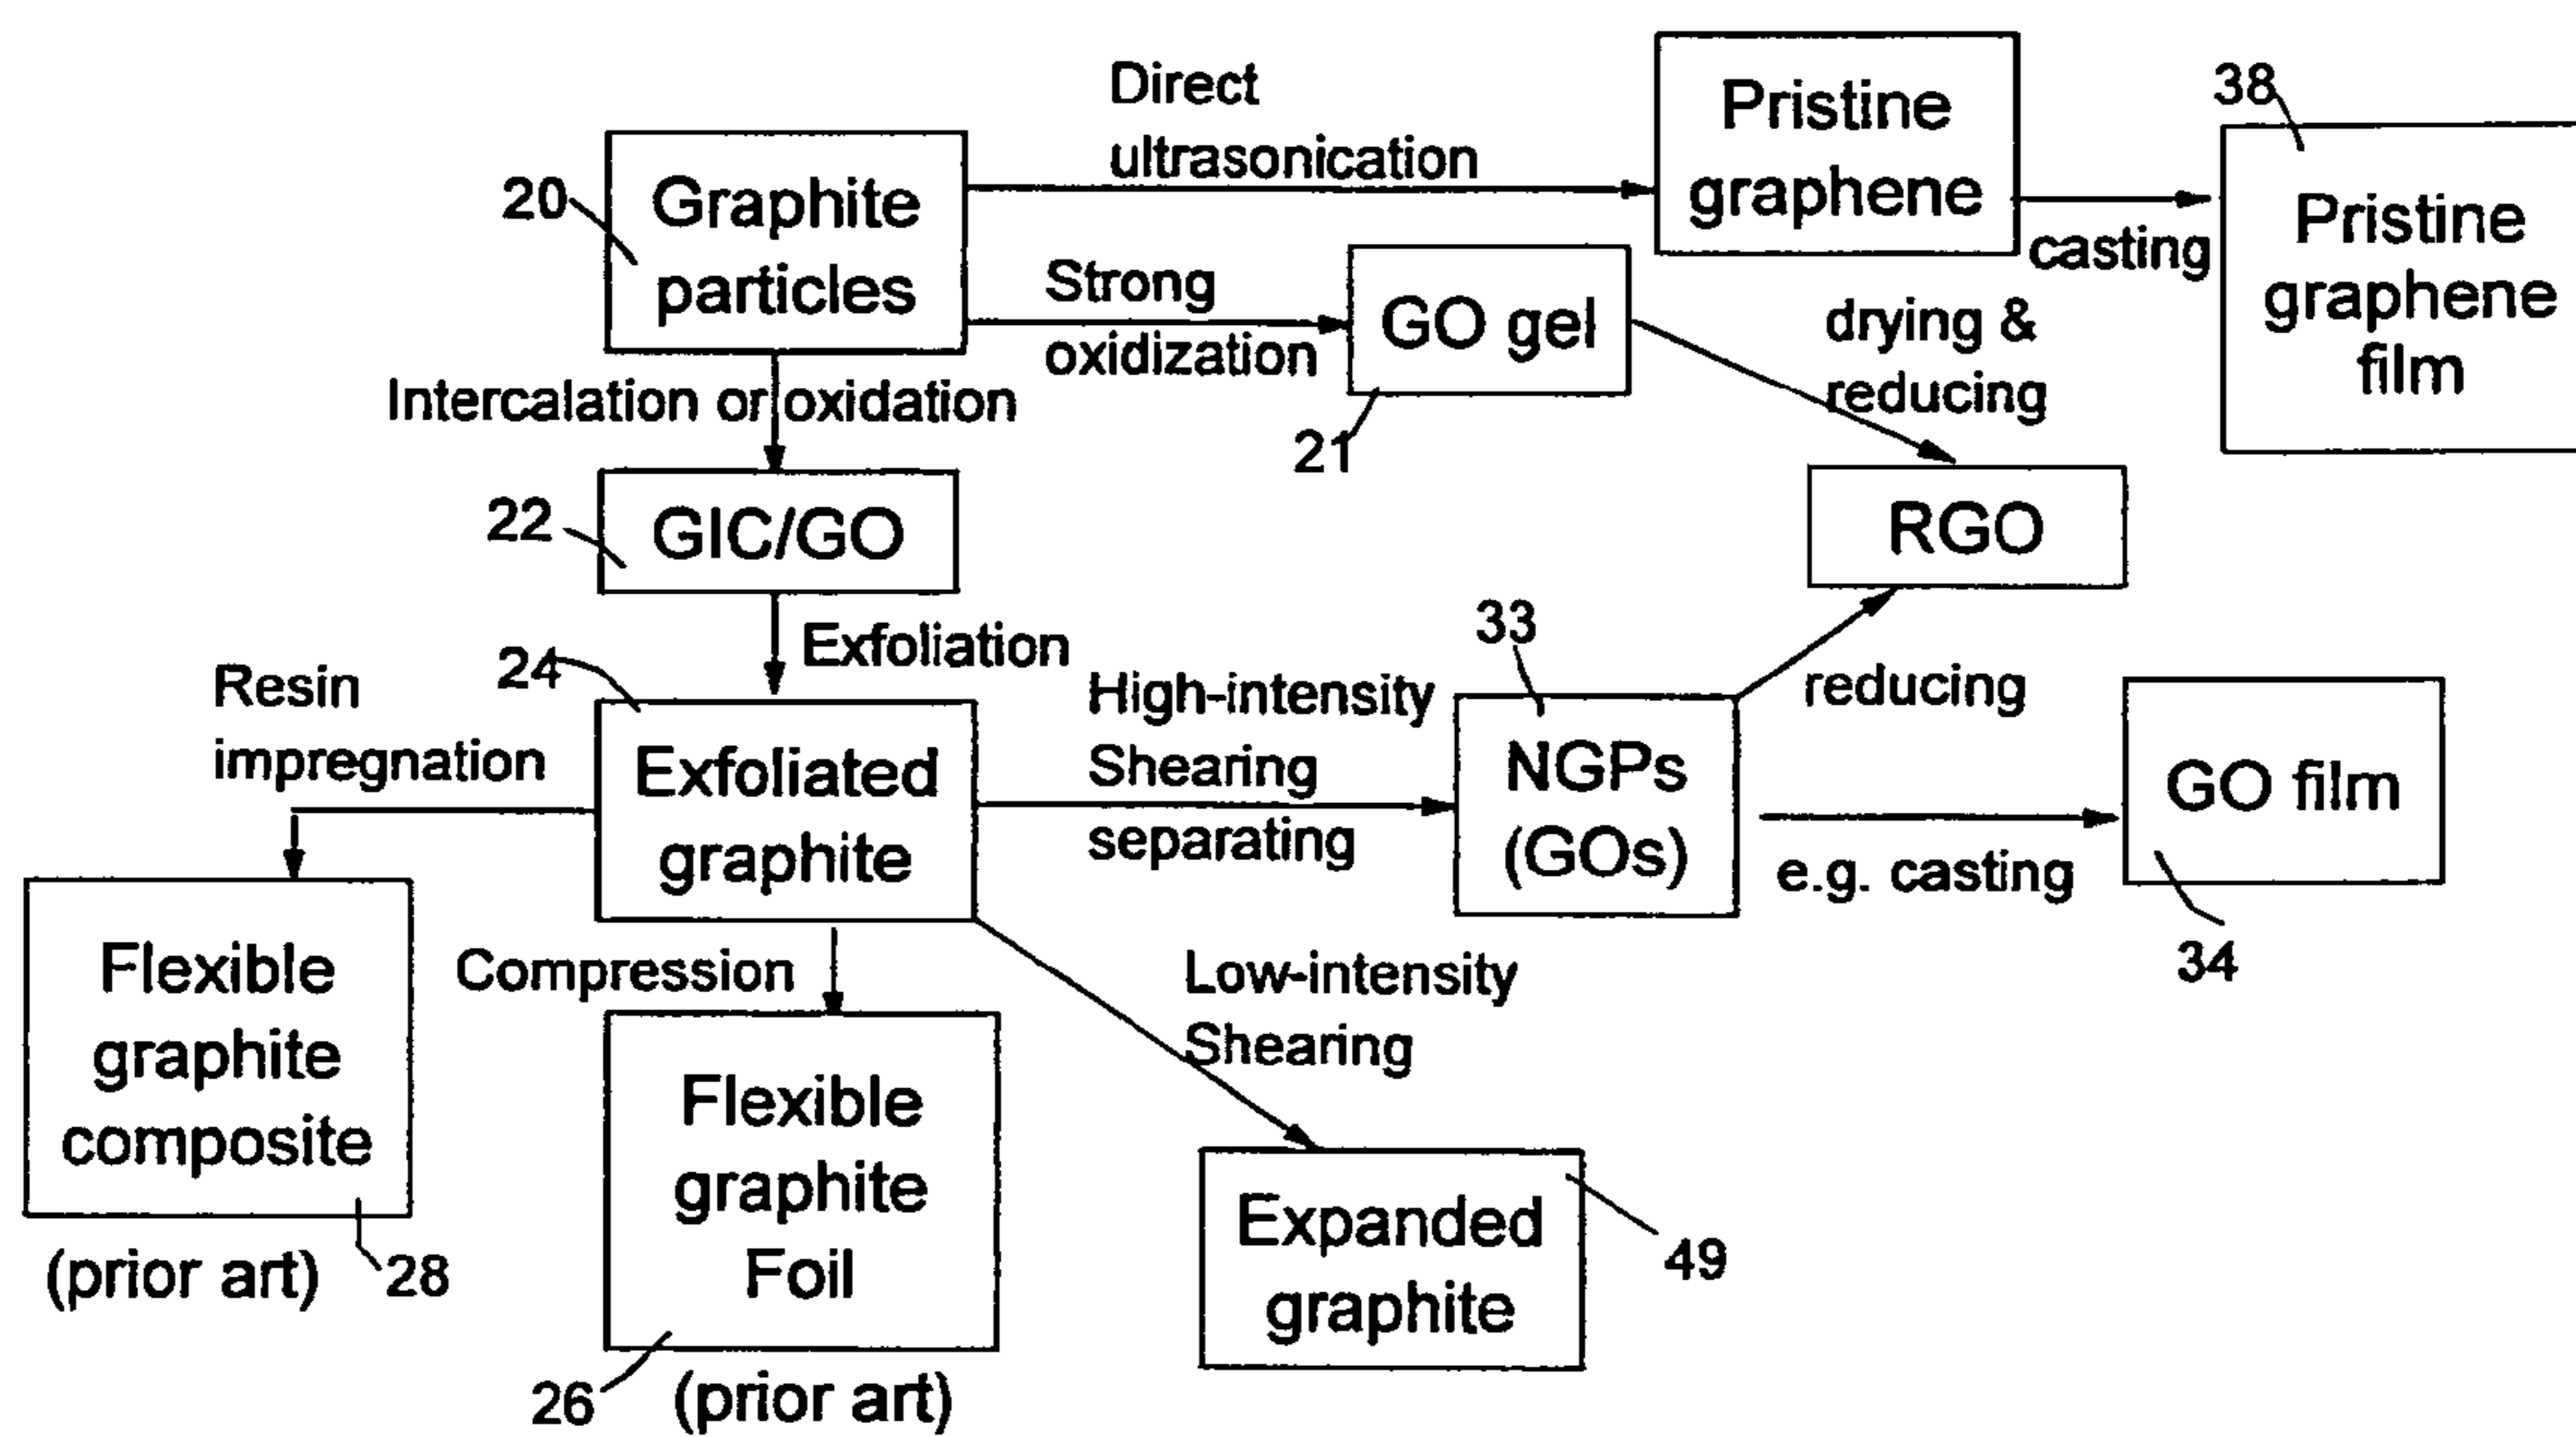 Direct
ultrasonication
Pristine
graphene
38
20
Graphite
particles
casting
Pristine
graphene
film
Strong
oxidization
GO gel
21
drying &
reducing
Intercalation or oxidation
22
GIC/GO
RGO
Exfoliation
Resin
impregnation
24
Exfoliated
graphite
High-intensity
Shearing
separating
33
NGPs
(GOs)
reducing
e.g. casting
GO film
34
Flexible
graphite
composite
(prior art)
28
Compression
Flexible
graphite
Foil
26
(prior art)
Low-intensity
Shearing
Expanded
graphite
49